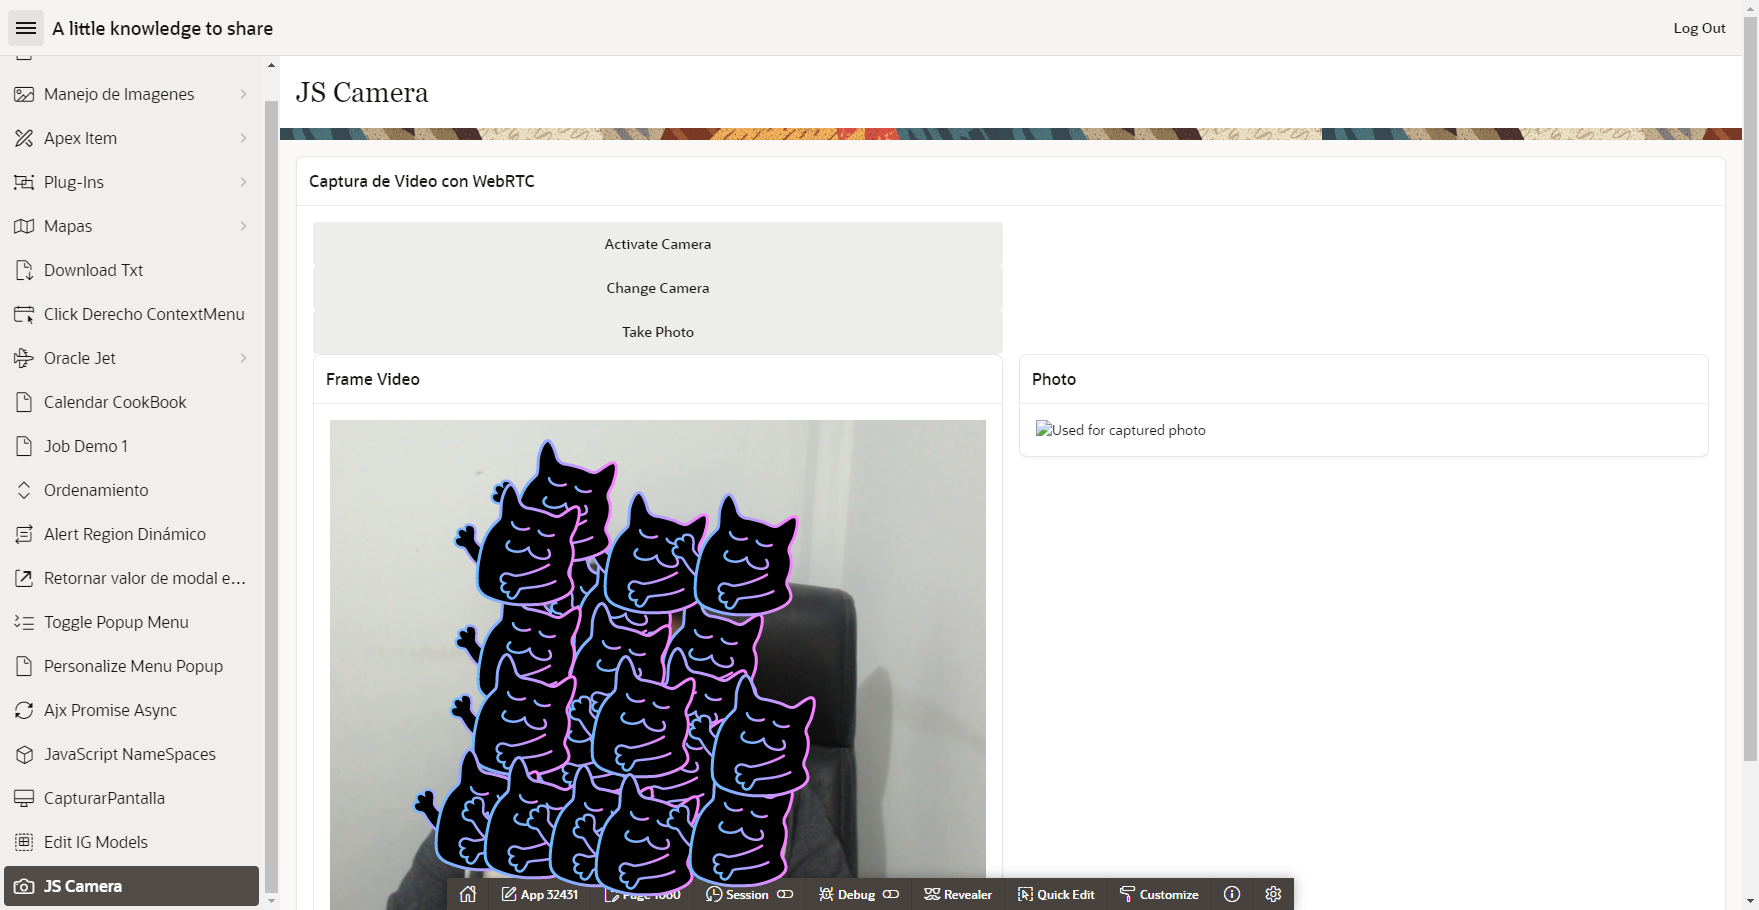 A little knowledge to share
Log Out
Manejo de Imagenes
Apex Item
Plug-Ins
Mapas
Download Txt
Click Derecho ContextMenu
Oracle Jet
Calendar CookBook
Job Demo 1
Ordenamiento
Alert Region Dinámico
Retornar valor de modal e...
Toggle Popup Menu
Personalize Menu Popup
Ajx Promise Async
JavaScript NameSpaces
CapturarPantalla
Edit IG Models
JS Camera
JS Camera
Captura de Video con WebRTC
Activate Camera
Change Camera
Take Photo
Frame Video
Photo
Used for captured photo
App 32431
Session
Debug
Revealer
Quick Edit
Customize